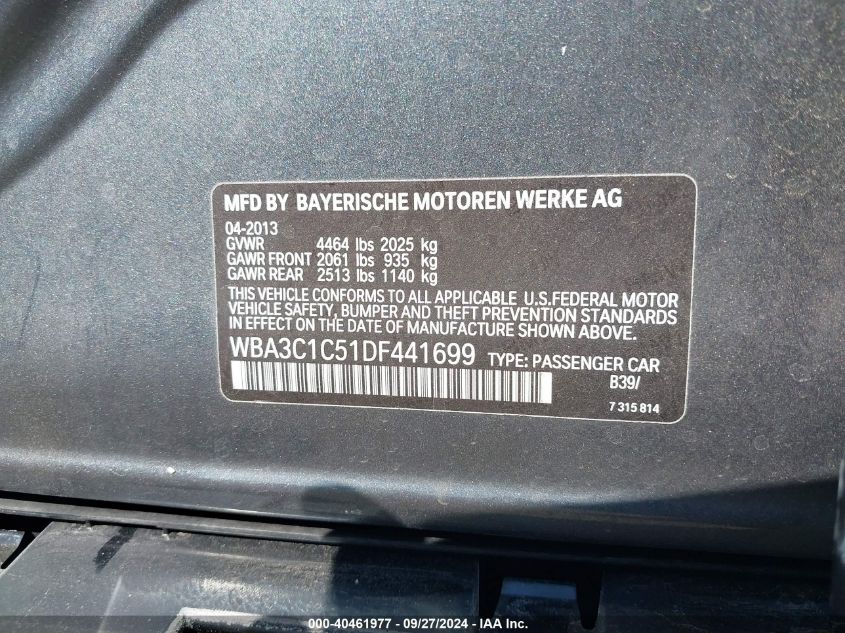 MFD BY BAYERISCHE MOTOREN WERKE AG
04-2013
GVWR 4464 lbs 2025 kg
GAWR FRONT 2061 lbs 935 kg
GAWR REAR 2513 lbs 1140 kg
THIS VEHICLE CONFORMS TO ALL APPLICABLE U.S.FEDERAL MOTOR
VEHICLE SAFETY, BUMPER AND THEFT PREVENTION STANDARDS
IN EFFECT ON THE DATE OF MANUFACTURE SHOWN ABOVE.
WBA3C1C51DF441699 TYPE: PASSENGER CAR
B39/
7 315 814
000-40461977 - 09/27/2024 - IAA Inc.